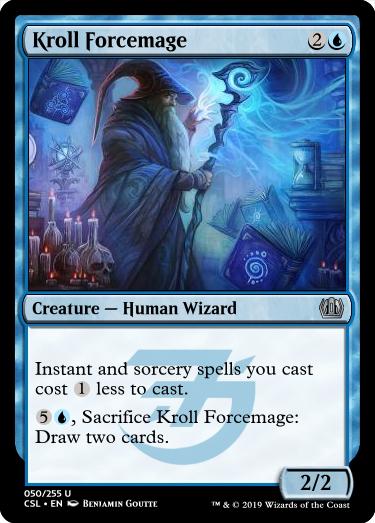 Kroll Forcemage 2
Creature — Human Wizard
Instant and sorcery spells you cast
cost 1 less to cast.
5, Sacrifice Kroll Forcemage:
Draw two cards.
2/2
050/255 U
CSL • EN Benjamin Goutte
™ & © 2019 Wizards of the Coast